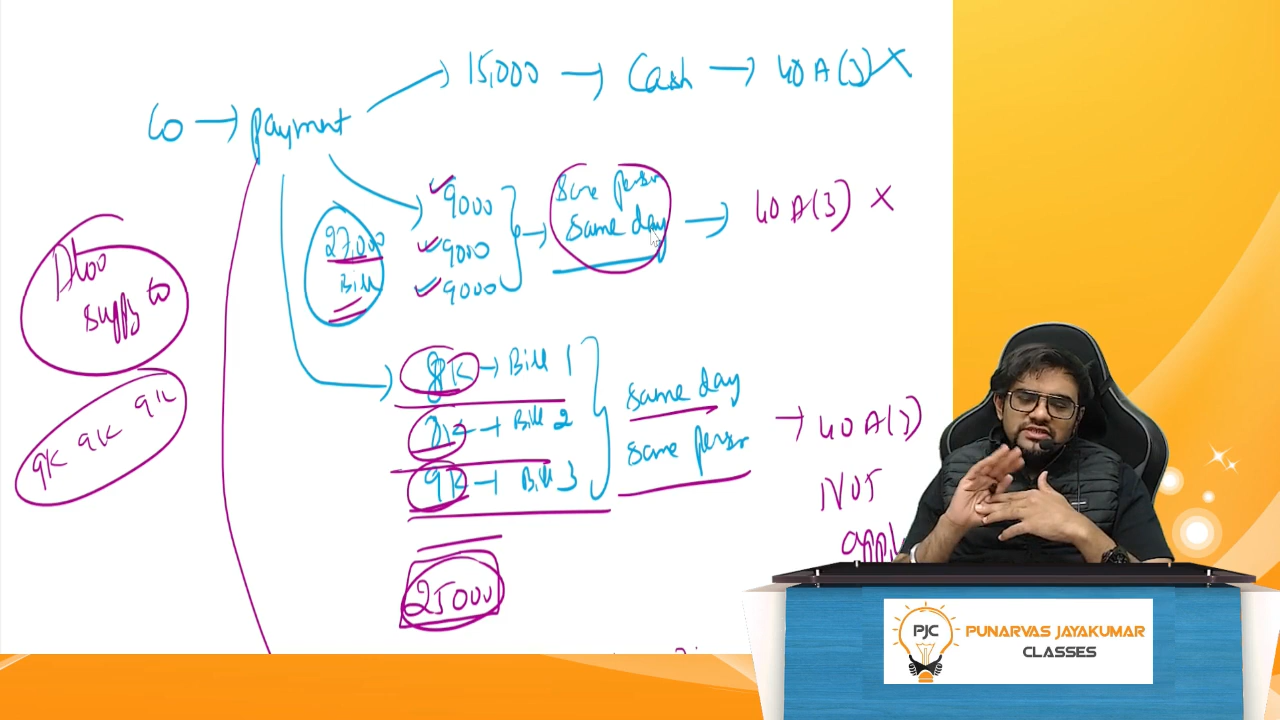 15,000 → Cash → 40A(3) X
Co → payment
27,000
Bill
9000
9000
9000
Same person
Same day
→ 40A(3) X
Atoo
supply to
9K 9K 9K
8K → Bill 1
Bill 2
9K → Bill 3
same day
same person
→ 40A(3)
Not
25000
PJC
PUNARVAS JAYAKUMAR
CLASSES